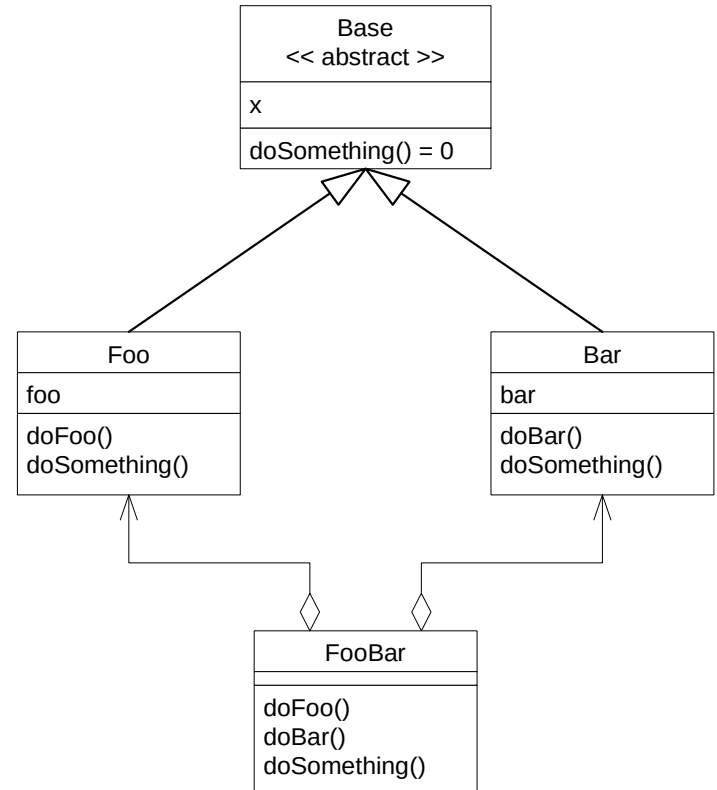 Base
<< abstract >>
x
doSomething() = 0
Foo
foo
doFoo()
doSomething()
Bar
bar
doBar()
doSomething()
FooBar
doFoo()
doBar()
doSomething()